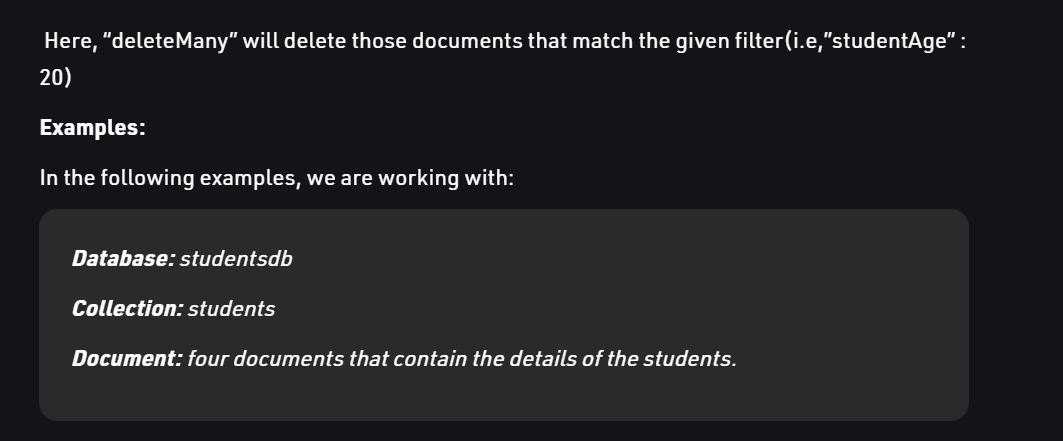 Here, “deleteMany” will delete those documents that match the given filter(i.e,”studentAge” :
20)
Examples:
In the following examples, we are working with:
Database: studentsdb
Collection: students
Document: four documents that contain the details of the students.